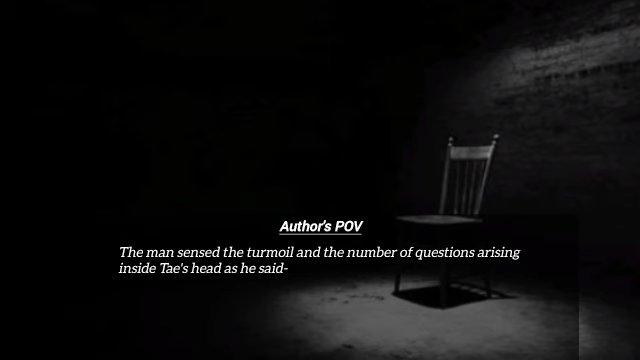 Author's POV
The man sensed the turmoil and the number of questions arising
inside Tae's head as he said-